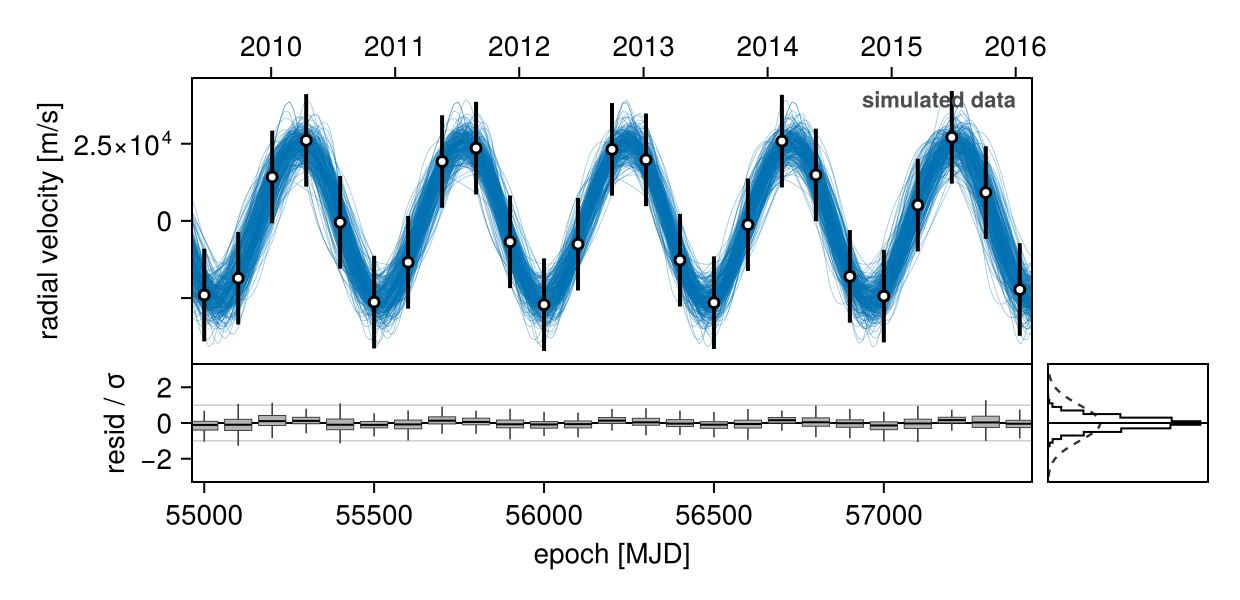 2010 2011 2012 2013 2014 2015 2016
simulated data
radial velocity [m/s]
2.5×10⁴
0
resid / σ
2
0
−2
55000 55500 56000 56500 57000
epoch [MJD]